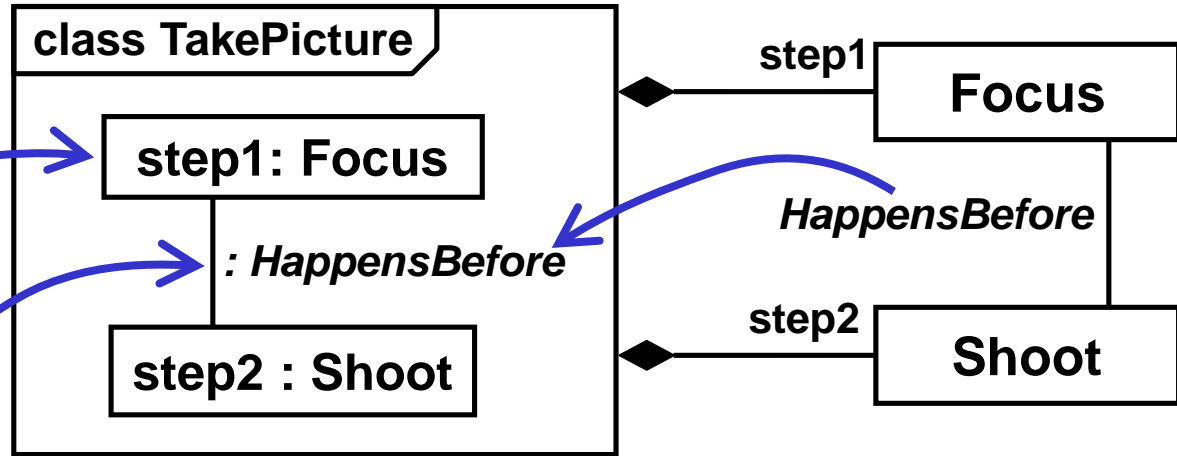 class TakePicture
step1: Focus
: HappensBefore
step2 : Shoot
step1
Focus
HappensBefore
step2
Shoot